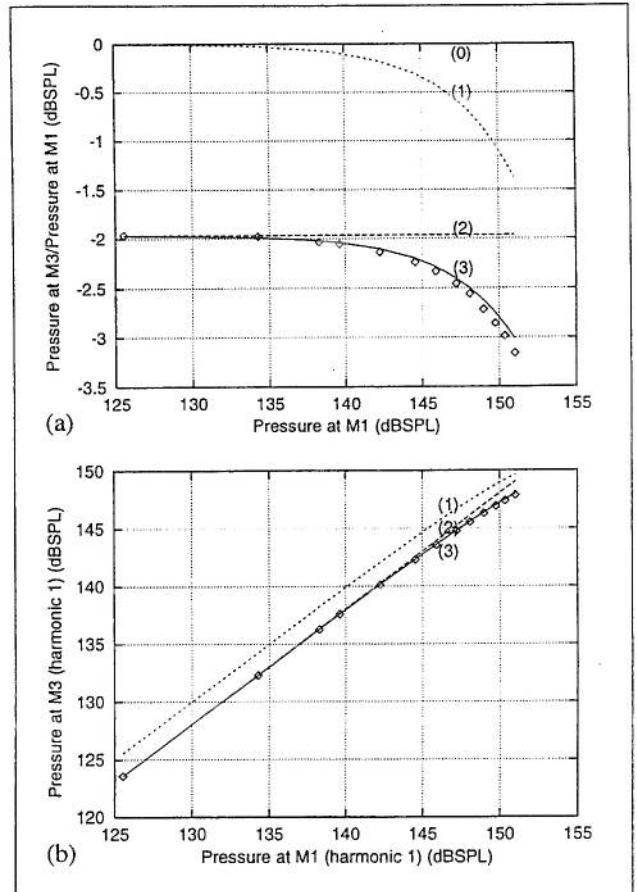 0
-0.5
-1
-1.5
-2
-2.5
-3
-3.5
(0)
(1)
(2)
(3)
125 130 135 140 145 150 155
Pressure at M3/Pressure at M1 (dBSPL)
Pressure at M1 (dBSPL)
(a)
150
145
140
135
130
125
120
(1)
(2)
(3)
125 130 135 140 145 150 155
Pressure at M3 (harmonic 1) (dBSPL)
Pressure at M1 (harmonic 1) (dBSPL)
(b)